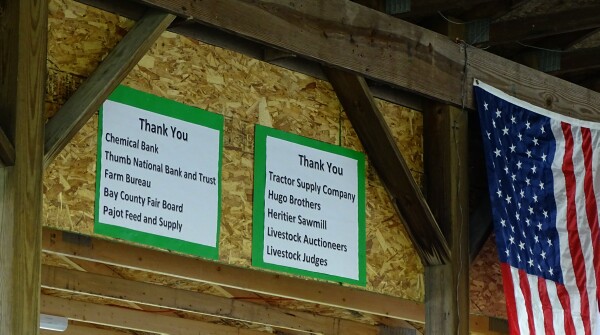 Thank You
Chemical Bank
Thumb National Bank and Trust
Farm Bureau
Bay County Fair Board
Pajot Feed and Supply
Thank You
Tractor Supply Company
Hugo Brothers
Heritier Sawmill
Livestock Auctioneers
Livestock Judges